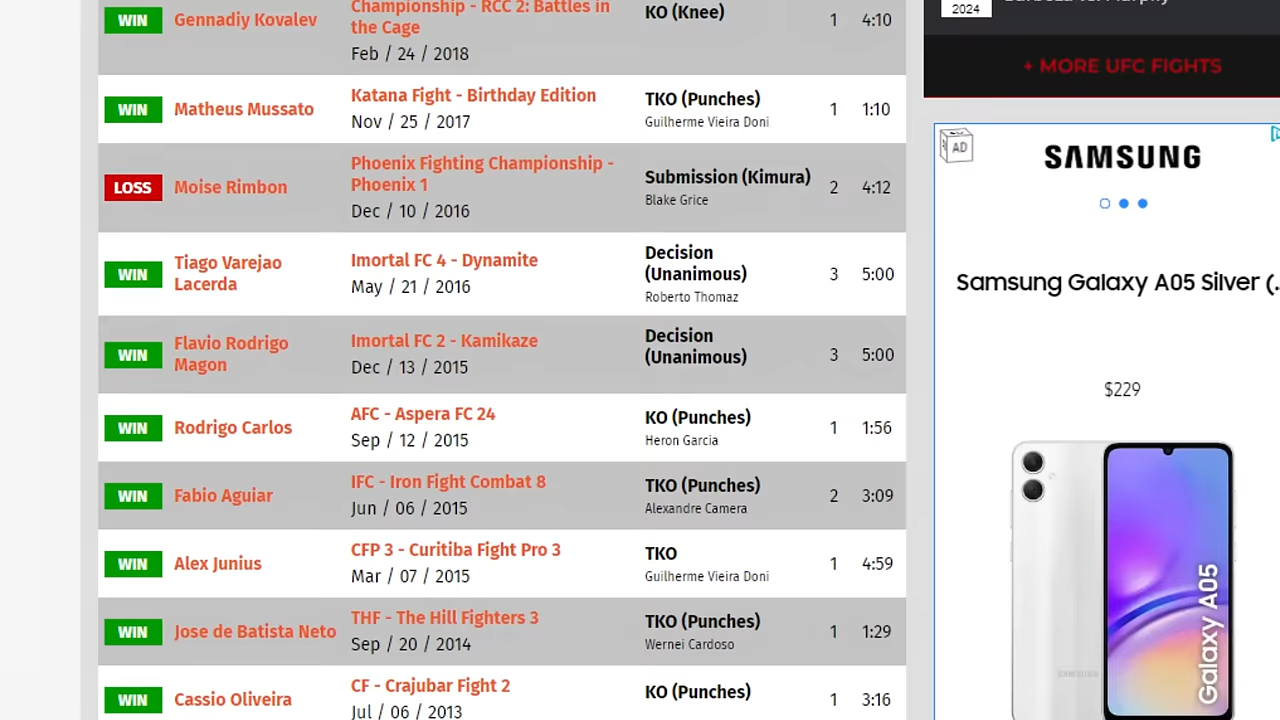 Championship - RCC 2: Battles in
WIN Gennadiy Kovalev the Cage KO (Knee) 1 4:10
Feb / 24 / 2018
WIN Matheus Mussato Katana Fight - Birthday Edition TKO (Punches) 1 1:10
Nov / 25 / 2017 Guilherme Vieira Doni
Phoenix Fighting Championship -
LOSS Moise Rimbon Phoenix 1 Submission (Kimura) 2 4:12
Dec / 10 / 2016 Blake Grice
WIN Tiago Varejao Imortal FC 4 - Dynamite Decision 3 5:00
Lacerda May / 21 / 2016 (Unanimous)
Roberto Thomaz
WIN Flavio Rodrigo Imortal FC 2 - Kamikaze Decision 3 5:00
Magon Dec / 13 / 2015 (Unanimous)
WIN Rodrigo Carlos AFC - Aspera FC 24 KO (Punches) 1 1:56
Sep / 12 / 2015 Heron Garcia
WIN Fabio Aguiar IFC - Iron Fight Combat 8 TKO (Punches) 2 3:09
Jun / 06 / 2015 Alexandre Camera
WIN Alex Junius CFP 3 - Curitiba Fight Pro 3 TKO 1 4:59
Mar / 07 / 2015 Guilherme Vieira Doni
WIN Jose de Batista Neto THF - The Hill Fighters 3 TKO (Punches) 1 1:29
Sep / 20 / 2014 Wernei Cardoso
WIN Cassio Oliveira CF - Crajubar Fight 2 KO (Punches) 1 3:16
Jul / 06 / 2013
2024
+ MORE UFC FIGHTS
AD
SAMSUNG
Samsung Galaxy A05 Silver (..
$229
SAMSUNG
Galaxy A05